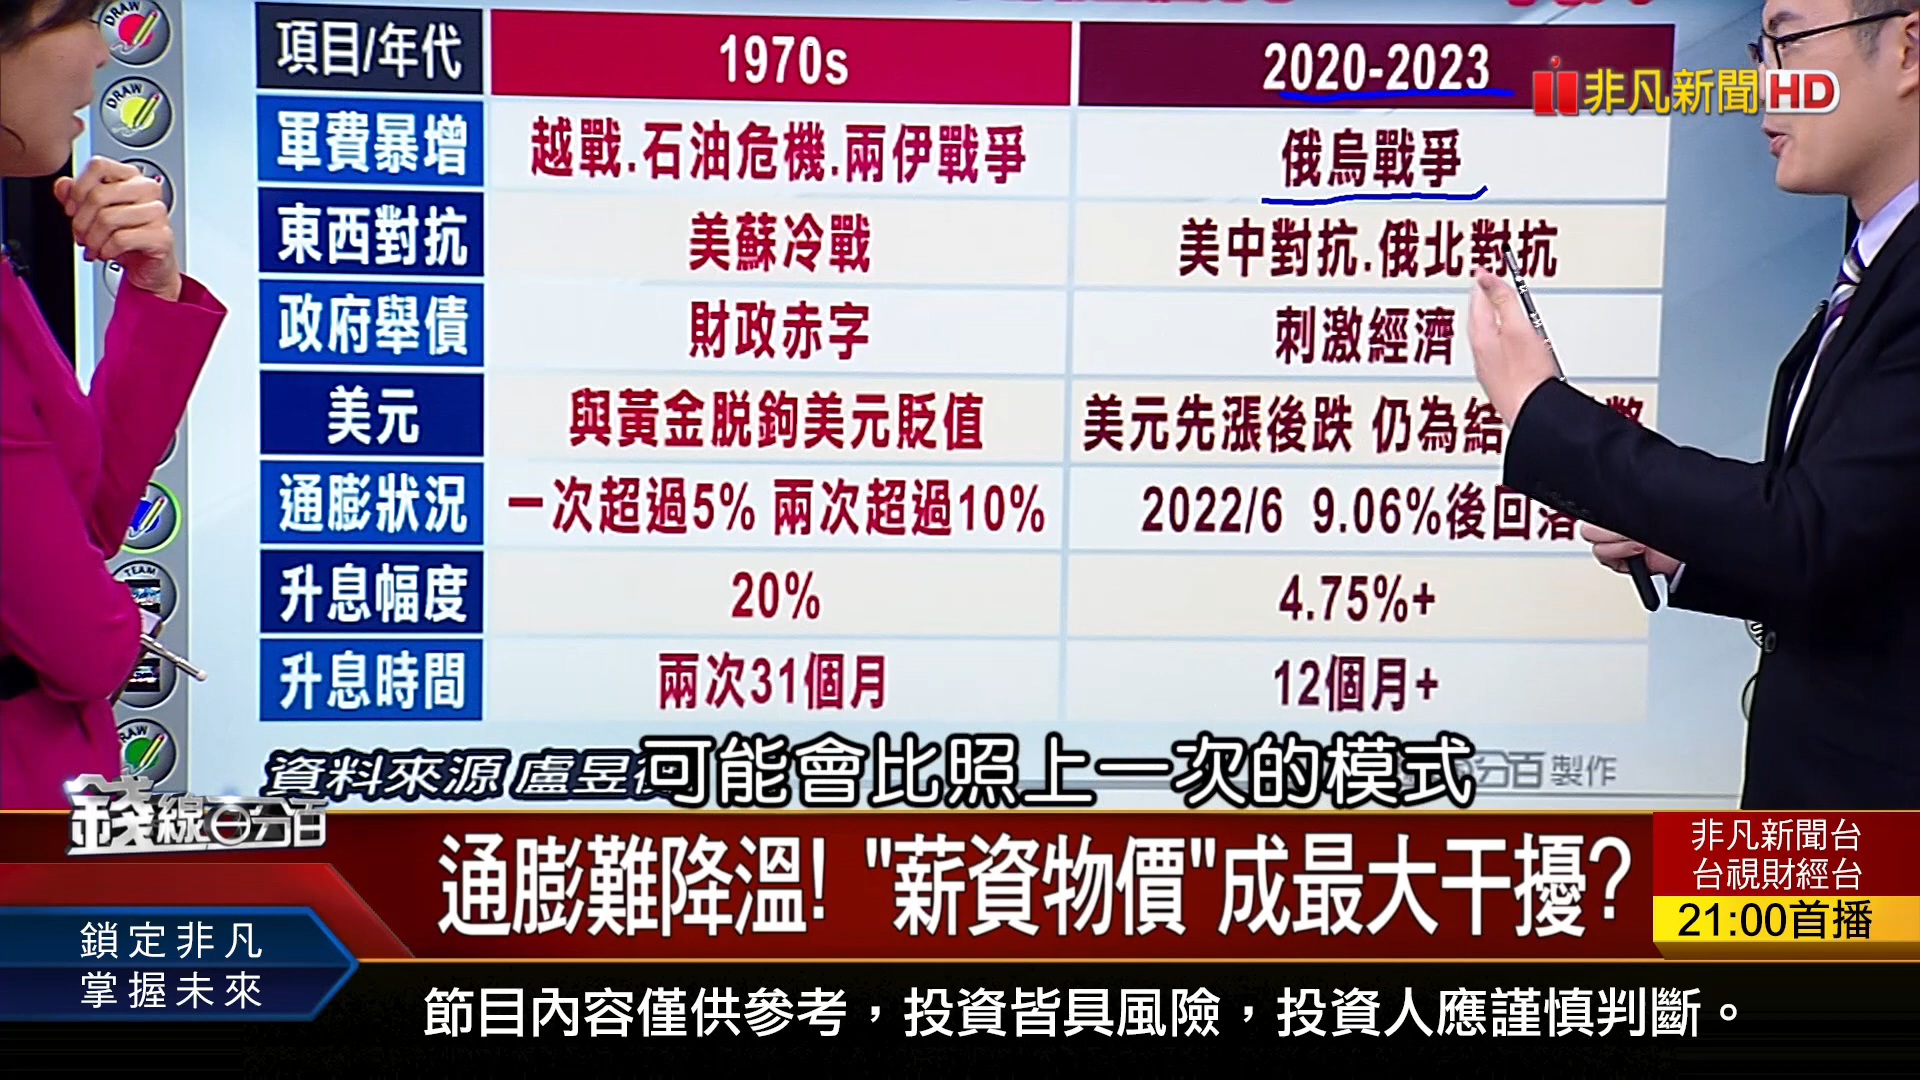 項目/年代 1970s 2020-2023
非凡新聞HD
軍費暴增 越戰.石油危機.兩伊戰爭 俄烏戰爭
東西對抗 美蘇冷戰 美中對抗.俄北對抗
政府舉債 財政赤字 刺激經濟
美元 與黃金脫鉤美元貶值 美元先漲後跌 仍為結
通膨狀況 一次超過5% 兩次超過10% 2022/6 9.06%後回落
升息幅度 20% 4.75%+
升息時間 兩次31個月 12個月+
DRAW
DRAW
TEAM
DRAW
資料來源 盧昱
分百 製作
可能會比照上一次的模式
錢線百分百
通膨難降溫! "薪資物價"成最大干擾?
非凡新聞台
台視財經台
21:00首播
鎖定非凡
掌握未來
節目內容僅供參考，投資皆具風險，投資人應謹慎判斷。